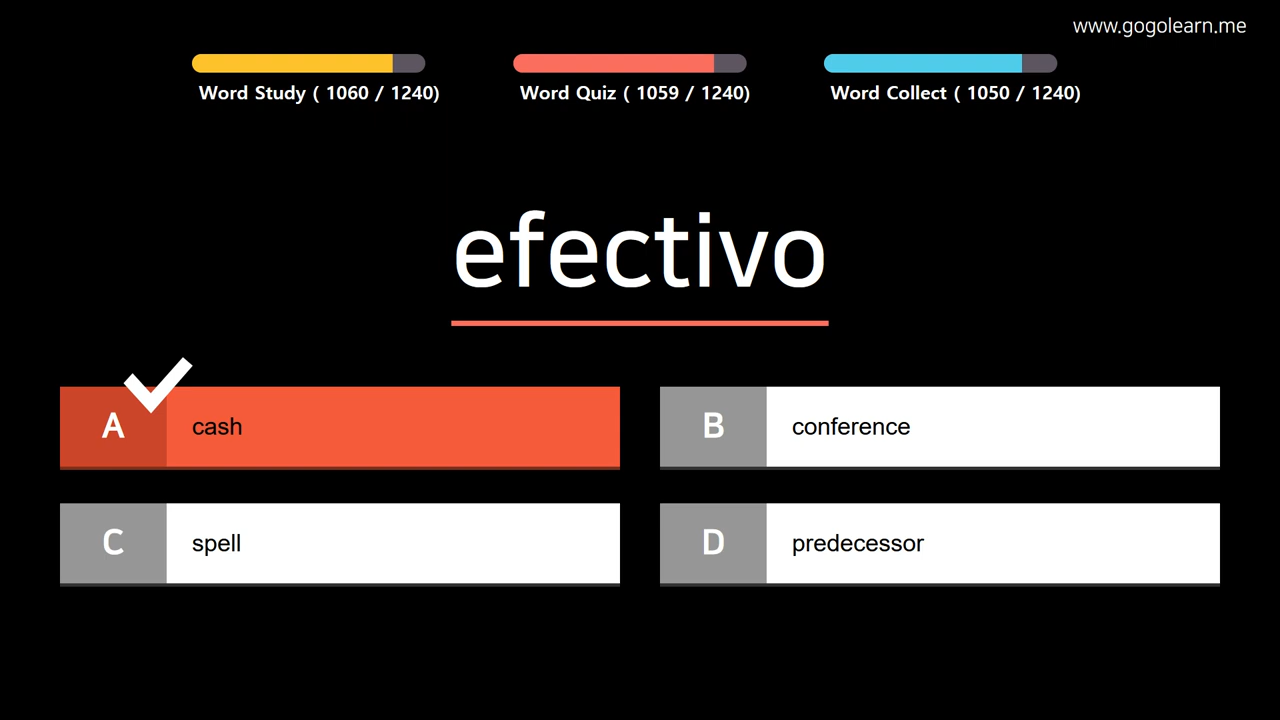 www.gogolearn.me
Word Study ( 1060 / 1240)
Word Quiz ( 1059 / 1240)
Word Collect ( 1050 / 1240)
efectivo
A cash
B conference
C spell
D predecessor